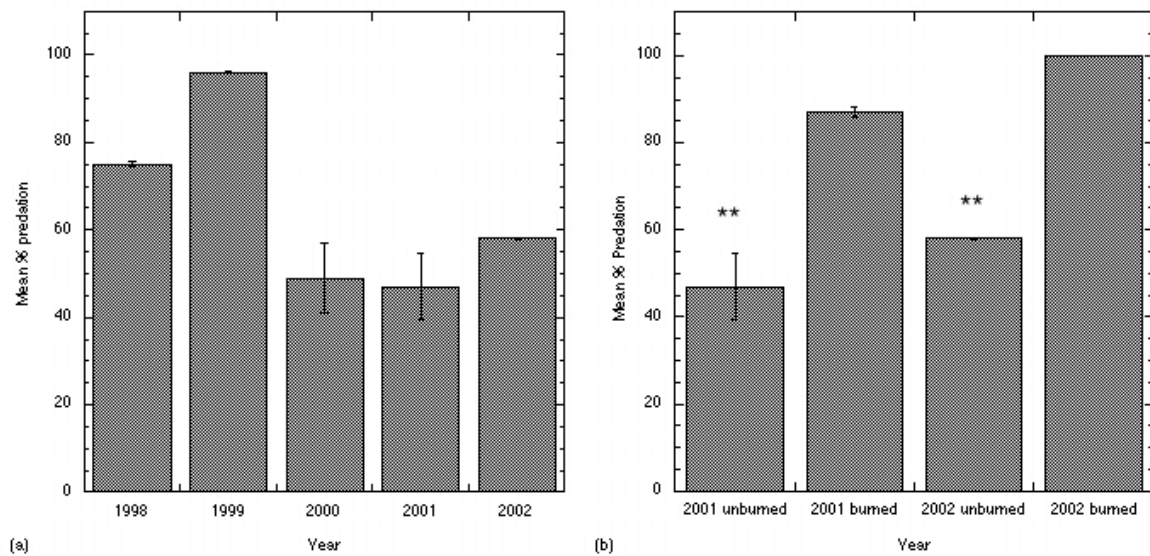 Mean % predation
100
80
60
40
20
0
1998 1999 2000 2001 2002
Year
(a)
Mean % Predation
100
80
60
40
20
0
**
**
2001 unburned 2001 burned 2002 unburned 2002 burned
Year
(b)